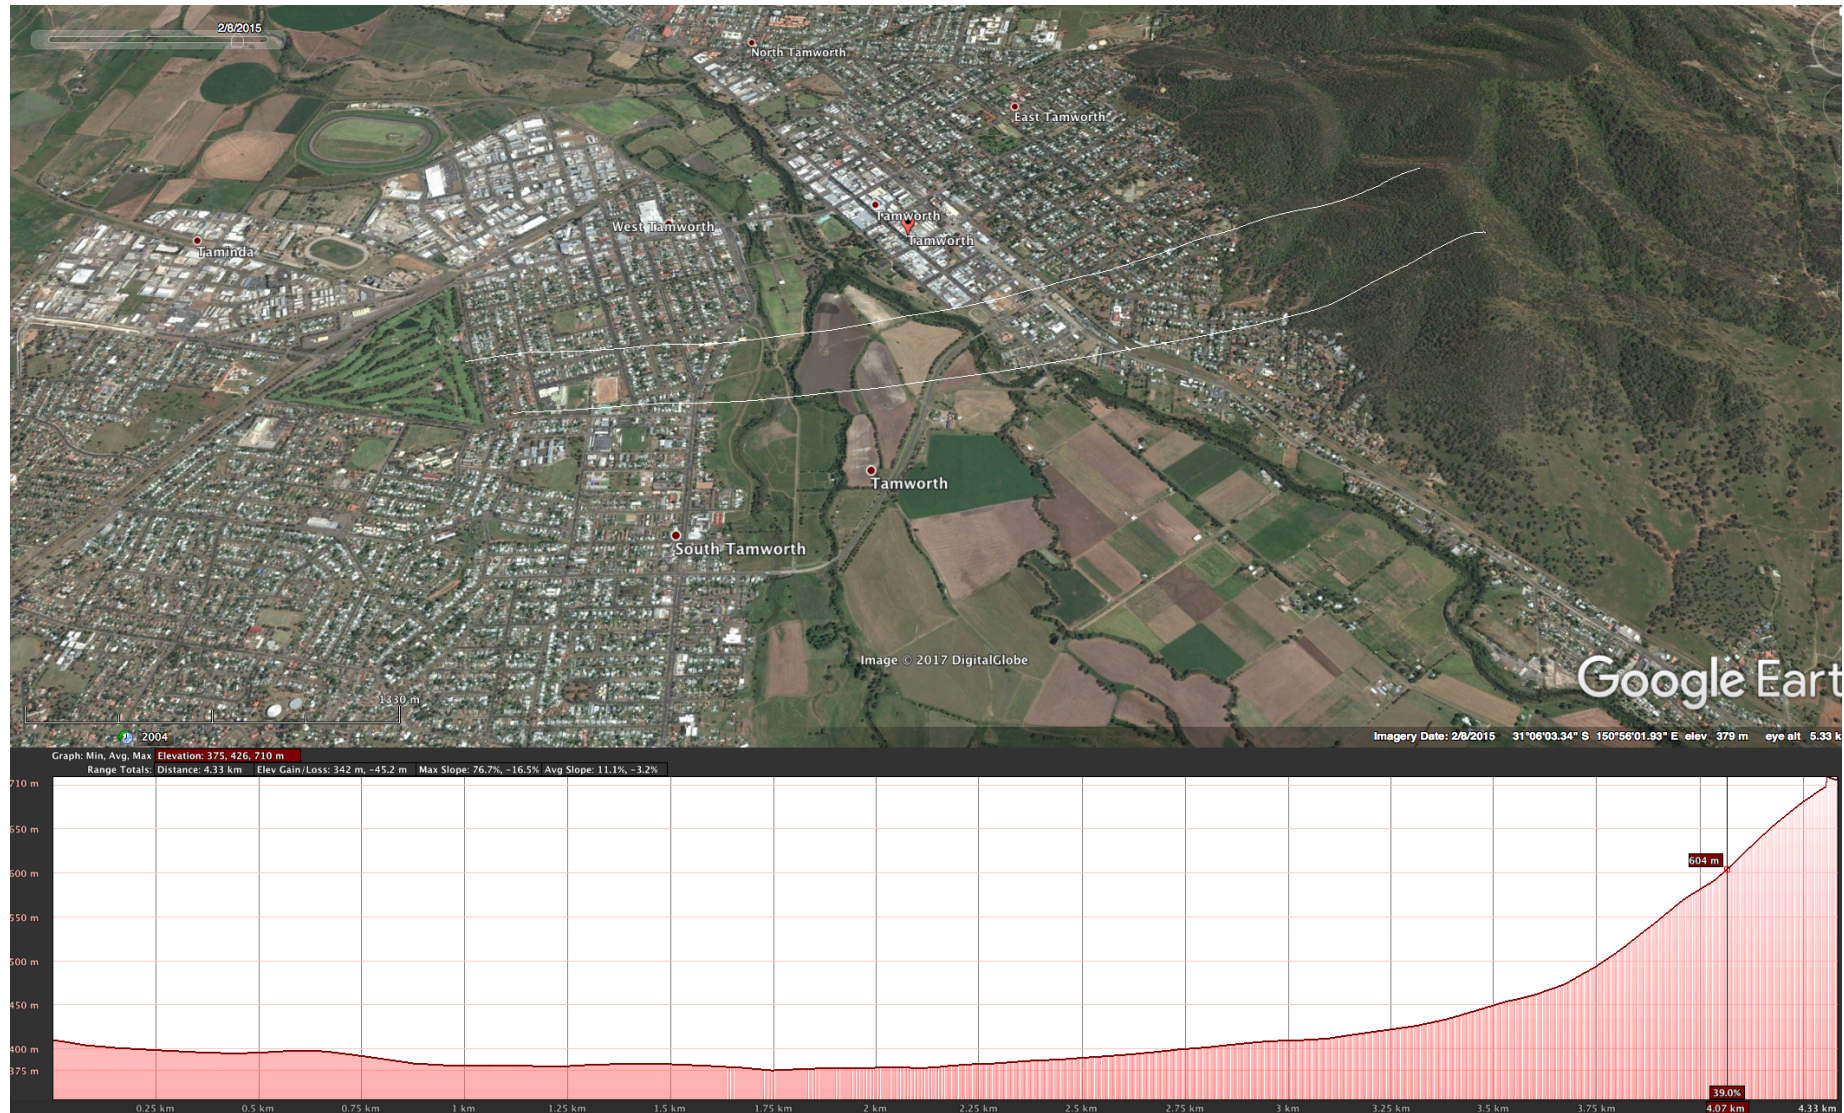 2/8/2015
North Tamworth
East Tamworth
Tamworth
West Tamworth
Tamworth
Taminda
Tamworth
South Tamworth
Image © 2017 DigitalGlobe
Google Eart
1330 m
2004
Imagery Date: 2/8/2015 31°06'03.34" S 150°56'01.93" E elev 379 m eye alt 5.33 k
Graph: Min, Avg, Max Elevation: 375, 426, 710 m
Range Totals: Distance: 4.33 km Elev Gain/Loss: 342 m, -45.2 m Max Slope: 76.7%, -16.5% Avg Slope: 11.1%, -3.2%
710 m
650 m
604 m
600 m
550 m
500 m
450 m
400 m
375 m
39.0%
0.25 km 0.5 km 0.75 km 1 km 1.25 km 1.5 km 1.75 km 2 km 2.25 km 2.5 km 2.75 km 3 km 3.25 km 3.5 km 3.75 km 4.07 km 4.33 km